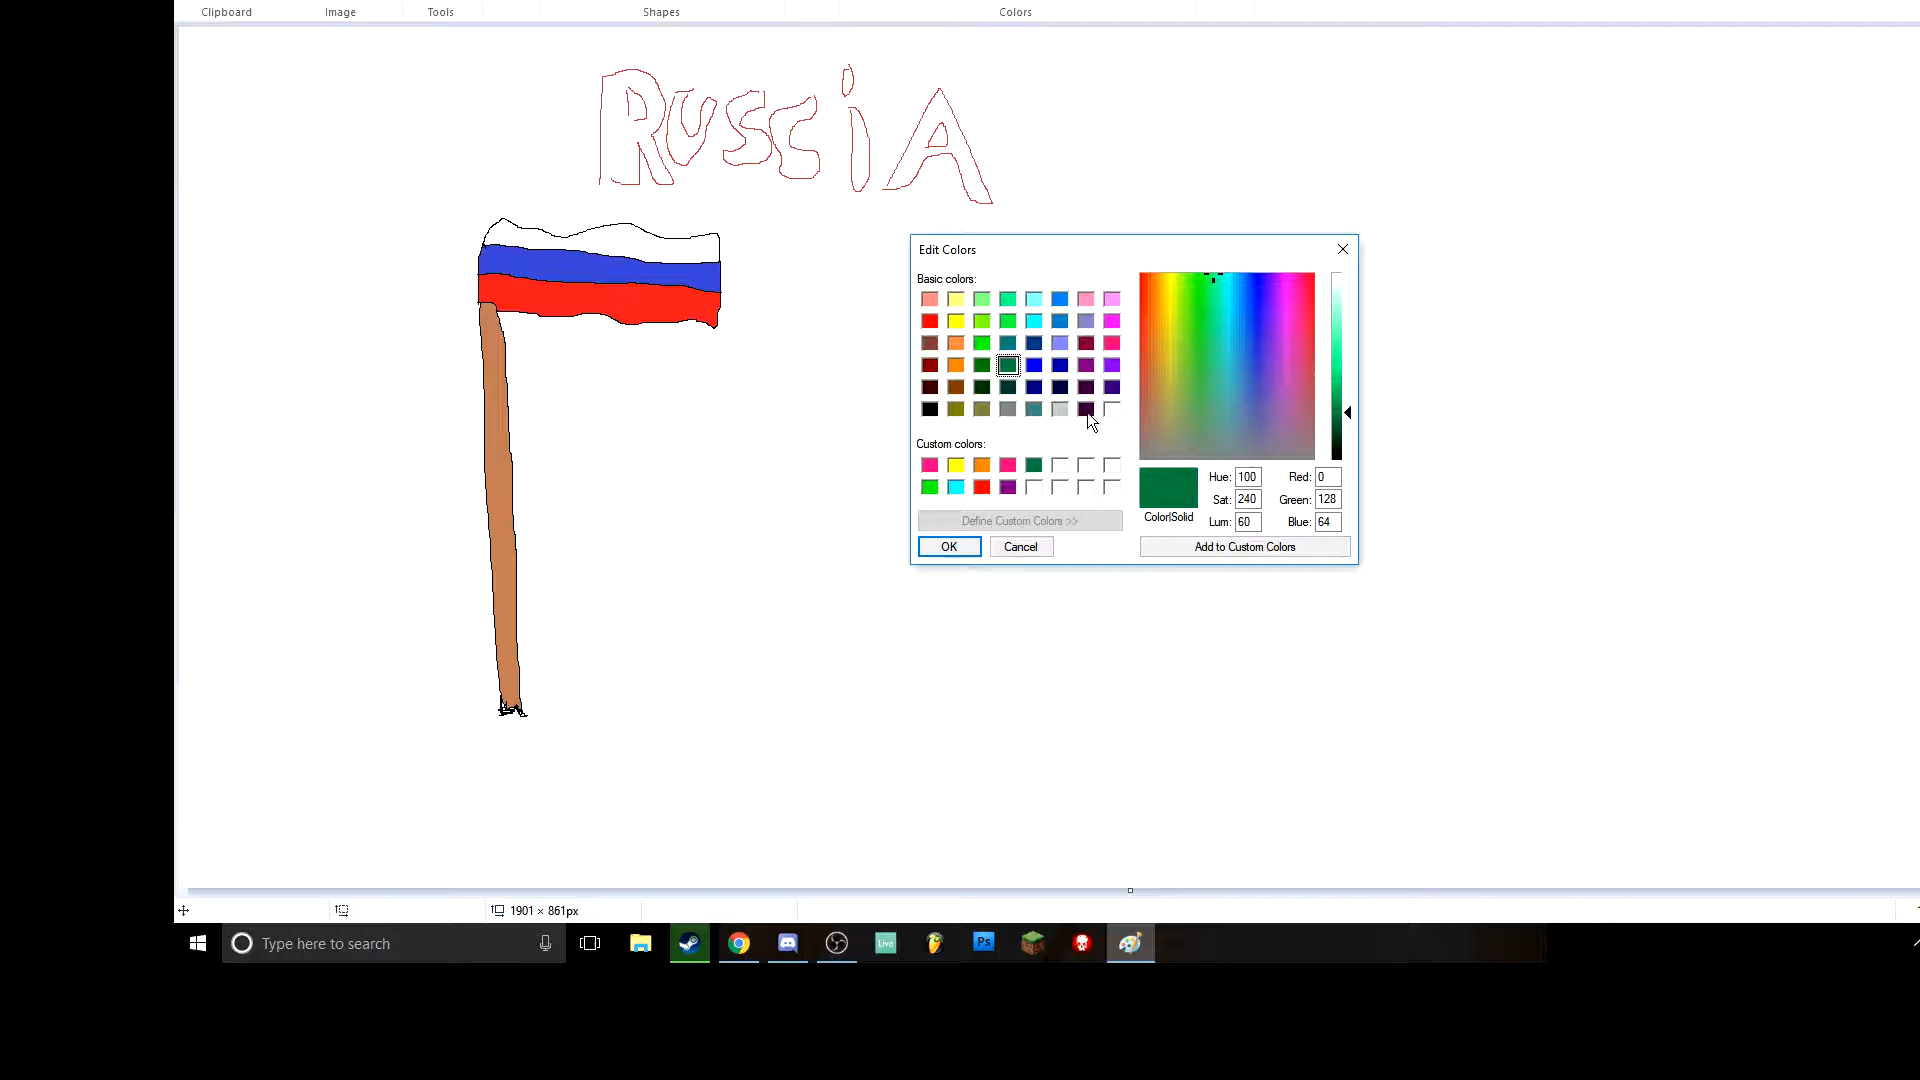 Clipboard Image Tools Shapes Colors
RUSSiA
Edit Colors
Basic colors:
Custom colors:
Hue: 100 Red: 0
Sat: 240 Green: 128
Color|Solid Lum: 60 Blue: 64
Define Custom Colors >>
OK Cancel Add to Custom Colors
1901 × 861px
Type here to search
Live
Ps